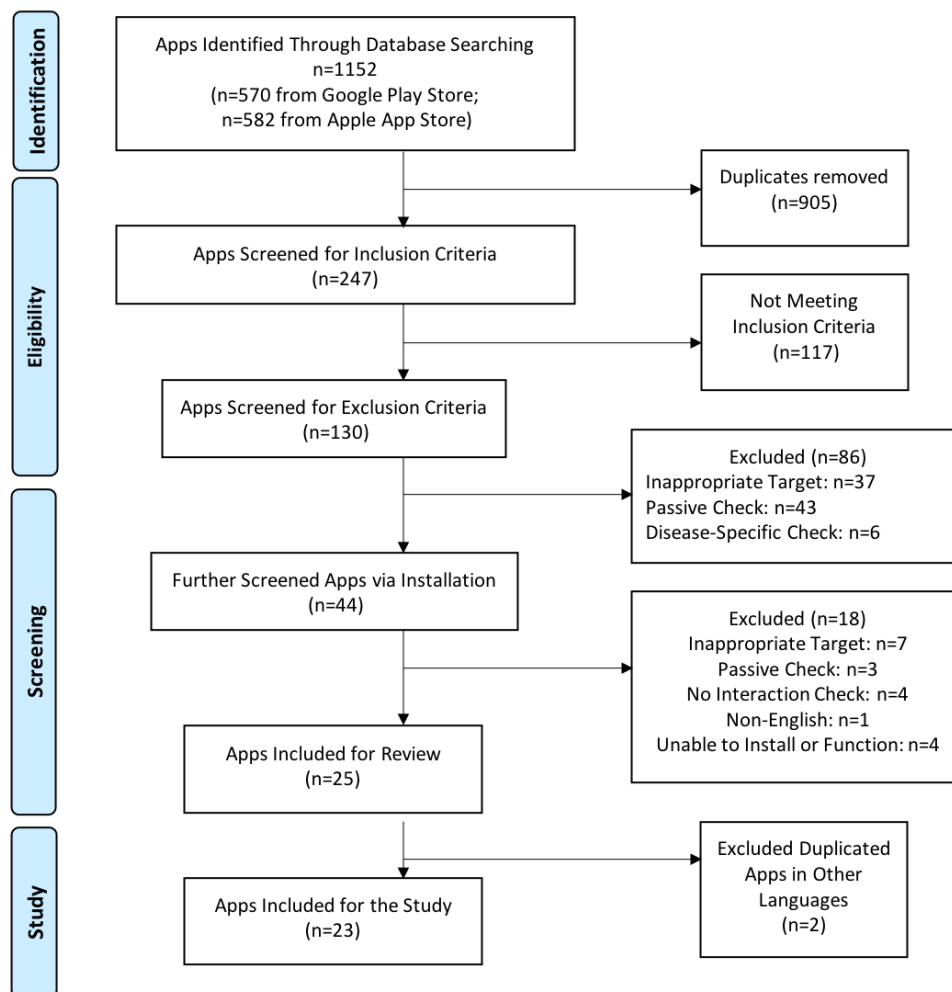 Identification
Apps Identified Through Database Searching
n=1152
(n=570 from Google Play Store;
n=582 from Apple App Store)
Duplicates removed
(n=905)
Eligibility
Apps Screened for Inclusion Criteria
(n=247)
Not Meeting
Inclusion Criteria
(n=117)
Apps Screened for Exclusion Criteria
(n=130)
Excluded (n=86)
Inappropriate Target: n=37
Passive Check: n=43
Disease-Specific Check: n=6
Screening
Further Screened Apps via Installation
(n=44)
Excluded (n=18)
Inappropriate Target: n=7
Passive Check: n=3
No Interaction Check: n=4
Non-English: n=1
Unable to Install or Function: n=4
Apps Included for Review
(n=25)
Study
Excluded Duplicated
Apps in Other
Languages
(n=2)
Apps Included for the Study
(n=23)